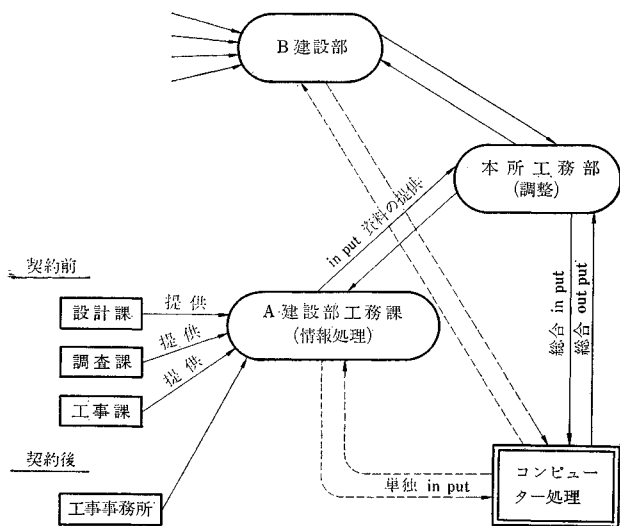 B建設部
本所工務部
(調整)
in put 資料の提供
契約前
設計課
提供
A建設部工務課
(情報処理)
調査課
提供
工事課
提供
総合 in put
総合 out put
契約後
工事事務所
単独 in put
コンピュー
ター処理